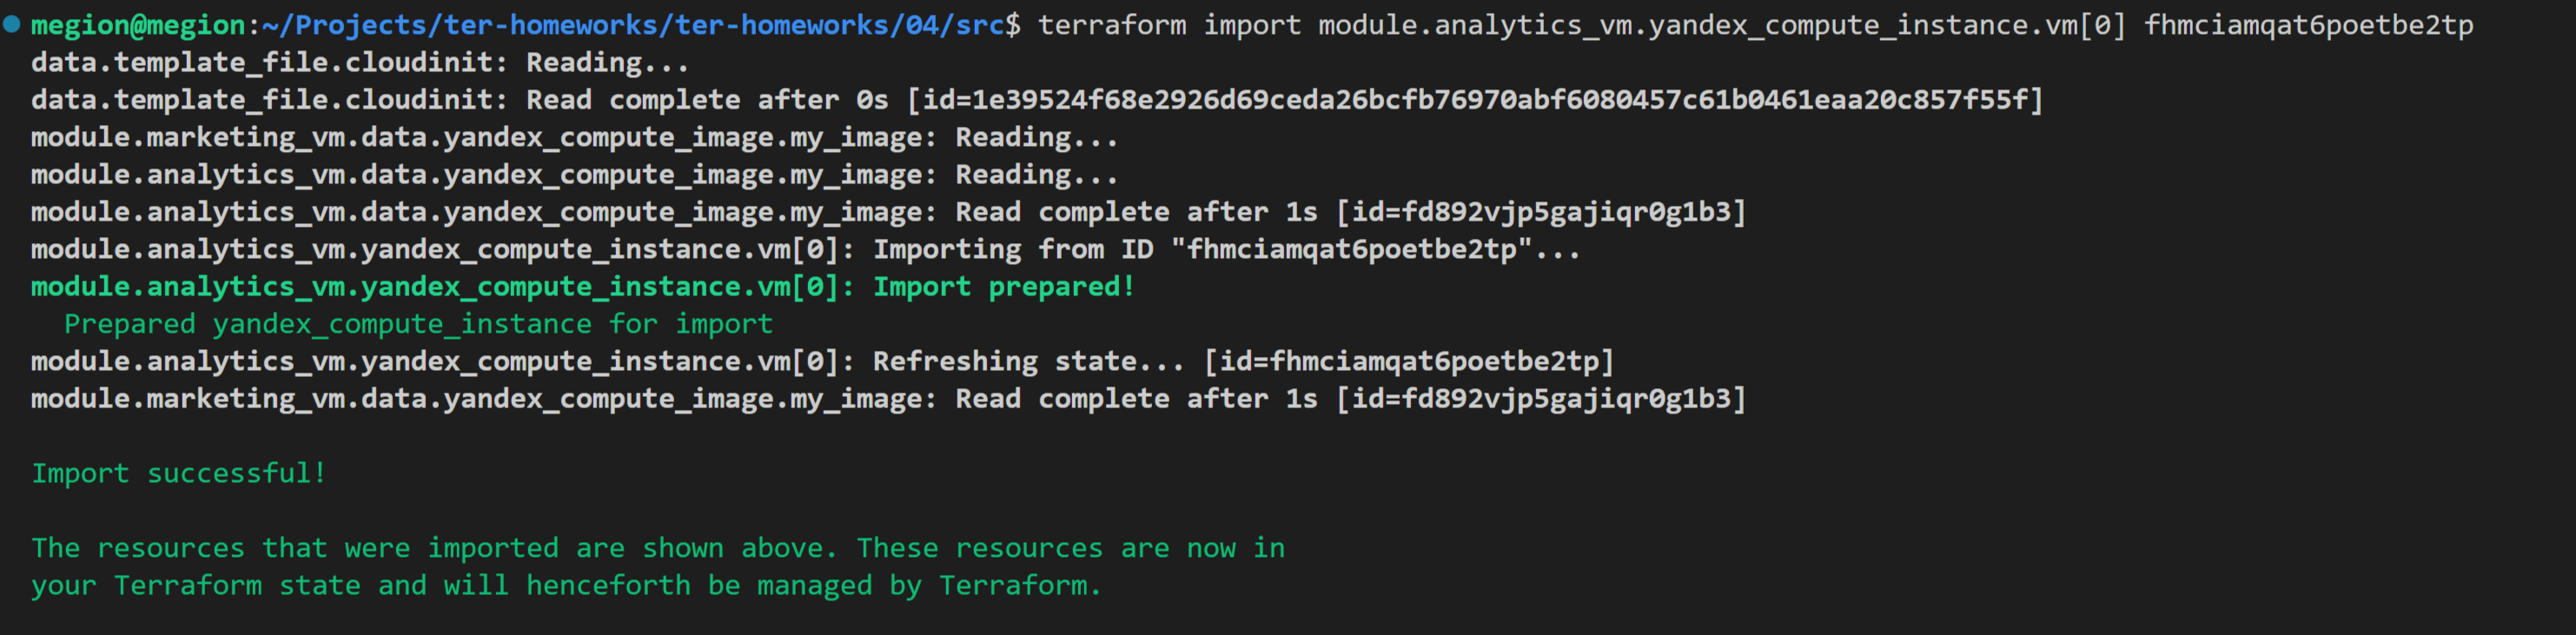 megion@megion:~/Projects/ter-homeworks/ter-homeworks/04/src$ terraform import module.analytics_vm.yandex_compute_instance.vm[0] fhmciamqat6poetbe2tp
data.template_file.cloudinit: Reading...
data.template_file.cloudinit: Read complete after 0s [id=1e39524f68e2926d69ceda26bcfb76970abf6080457c61b0461eaa20c857f55f]
module.marketing_vm.data.yandex_compute_image.my_image: Reading...
module.analytics_vm.data.yandex_compute_image.my_image: Reading...
module.analytics_vm.data.yandex_compute_image.my_image: Read complete after 1s [id=fd892vjp5gajiqr0g1b3]
module.analytics_vm.yandex_compute_instance.vm[0]: Importing from ID "fhmciamqat6poetbe2tp"...
module.analytics_vm.yandex_compute_instance.vm[0]: Import prepared!
  Prepared yandex_compute_instance for import
module.analytics_vm.yandex_compute_instance.vm[0]: Refreshing state... [id=fhmciamqat6poetbe2tp]
module.marketing_vm.data.yandex_compute_image.my_image: Read complete after 1s [id=fd892vjp5gajiqr0g1b3]

Import successful!

The resources that were imported are shown above. These resources are now in
your Terraform state and will henceforth be managed by Terraform.